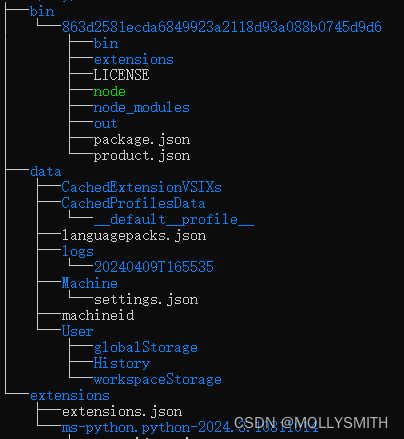 bin
863d2581ecda6849923a2118d93a088b0745d9d6
bin
extensions
LICENSE
node
node_modules
out
package.json
product.json
data
CachedExtensionVSIXs
CachedProfilesData
__default__profile__
languagepacks.json
logs
20240409T165535
Machine
settings.json
machineid
User
globalStorage
History
workspaceStorage
extensions
extensions.json
ms-python.python-2024.
CSDN @MOLLYSMITH